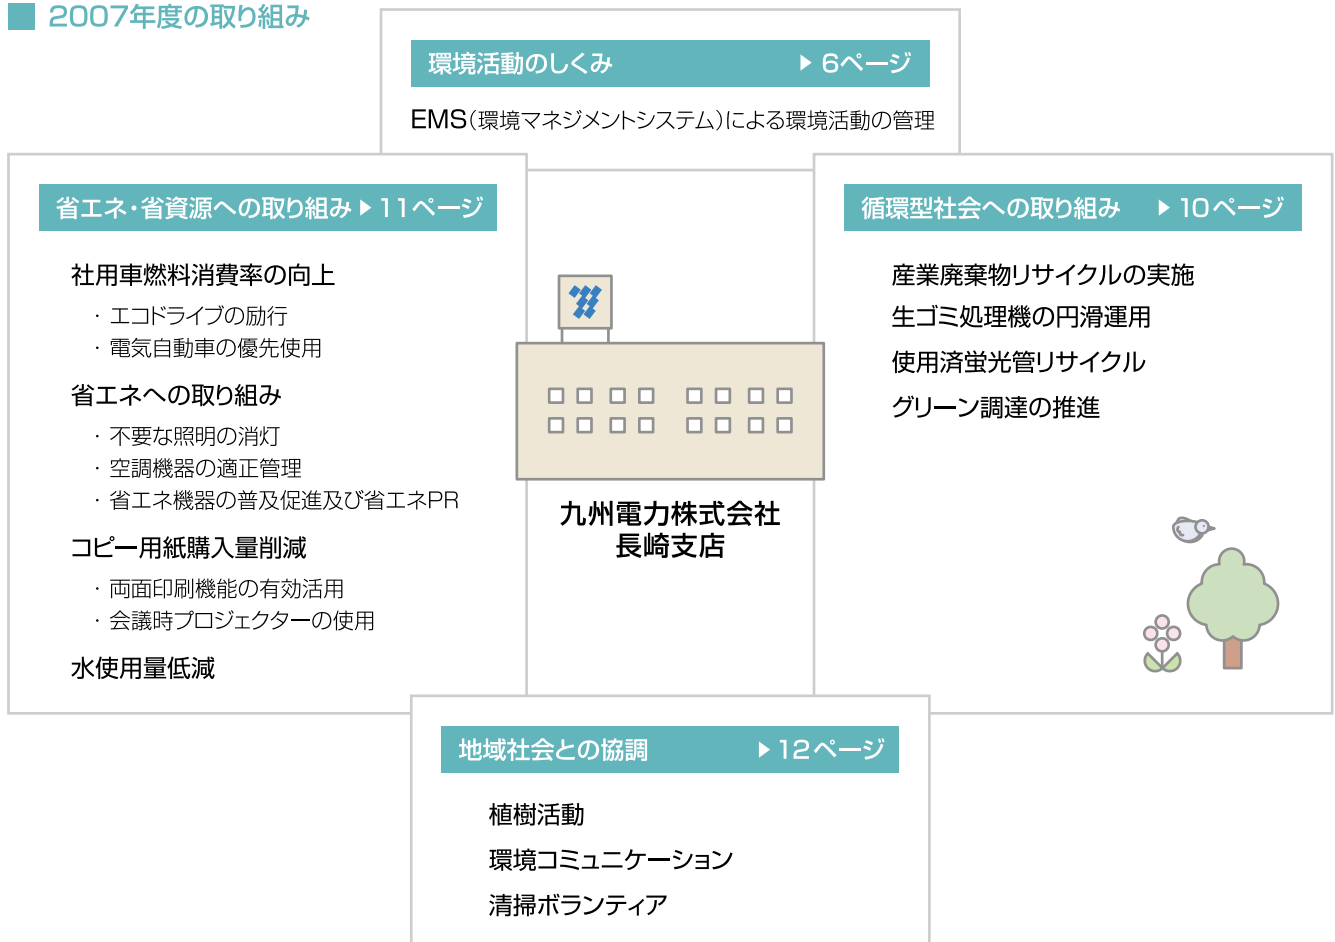 2007年度の取り組み
環境活動のしくみ ▶ 6ページ
EMS(環境マネジメントシステム)による環境活動の管理
省エネ・省資源への取り組み ▶ 11ページ
社用車燃料消費率の向上
・エコドライブの励行
・電気自動車の優先使用
省エネへの取り組み
・不要な照明の消灯
・空調機器の適正管理
・省エネ機器の普及促進及び省エネPR
コピー用紙購入量削減
・両面印刷機能の有効活用
・会議時プロジェクターの使用
水使用量低減
循環型社会への取り組み ▶ 10ページ
産業廃棄物リサイクルの実施
生ゴミ処理機の円滑運用
使用済蛍光管リサイクル
グリーン調達の推進
九州電力株式会社
長崎支店
地域社会との協調 ▶ 12ページ
植樹活動
環境コミュニケーション
清掃ボランティア